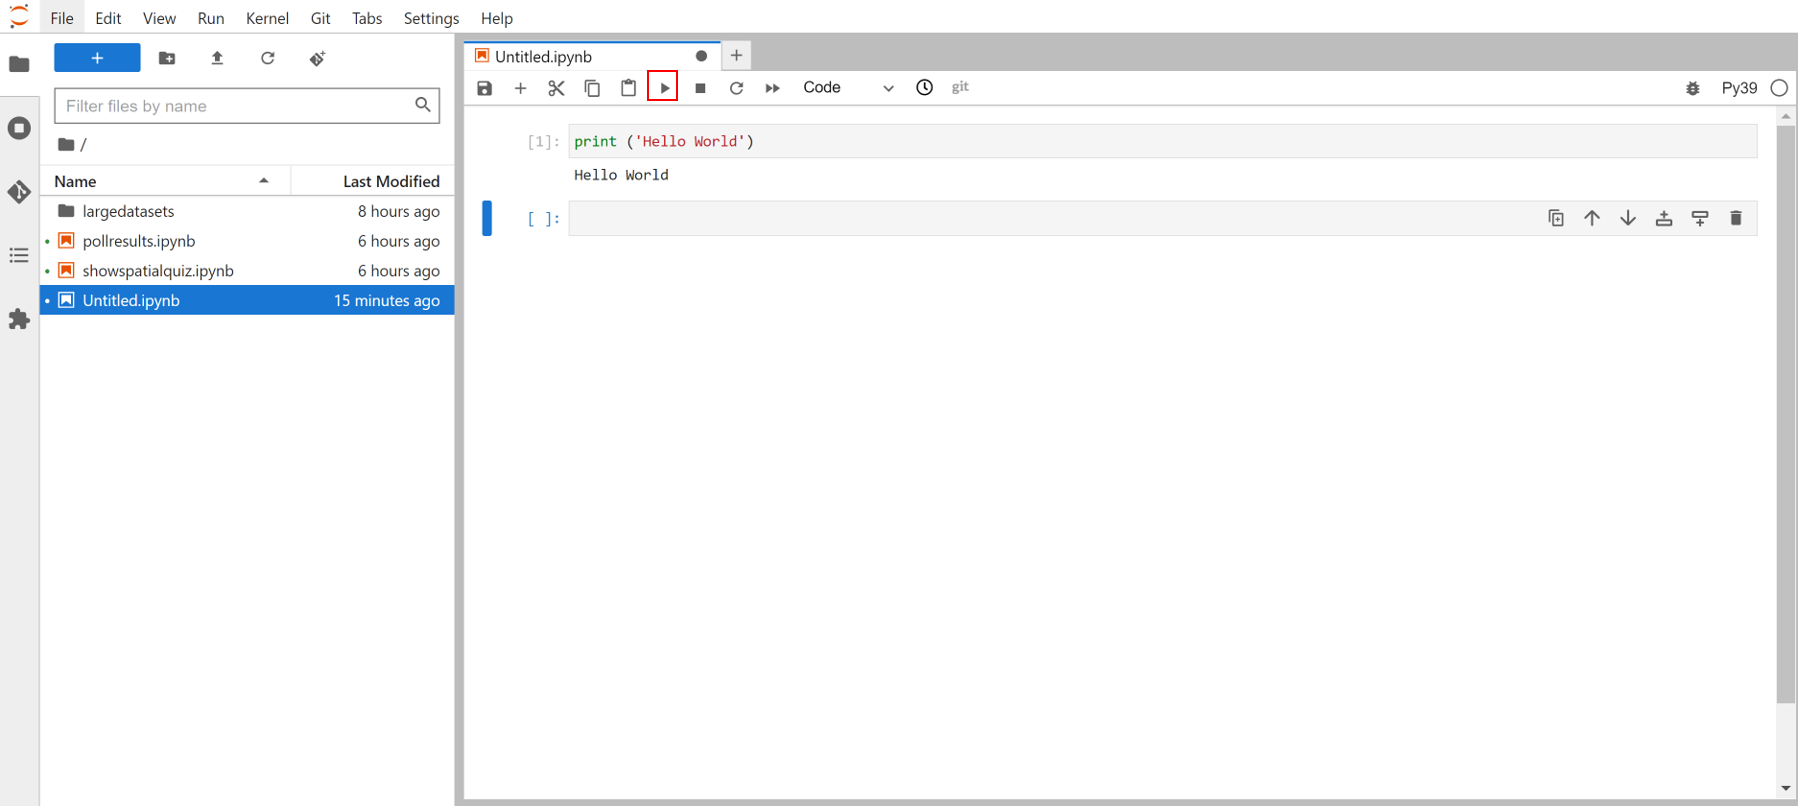 File Edit View Run Kernel Git Tabs Settings Help
+
Filter files by name
/
Name Last Modified
largedatasets 8 hours ago
pollresults.ipynb 6 hours ago
showspatialquiz.ipynb 6 hours ago
Untitled.ipynb 15 minutes ago
Untitled.ipynb +
+ Code git Py39
[1]: print ('Hello World')
Hello World
[ ]: